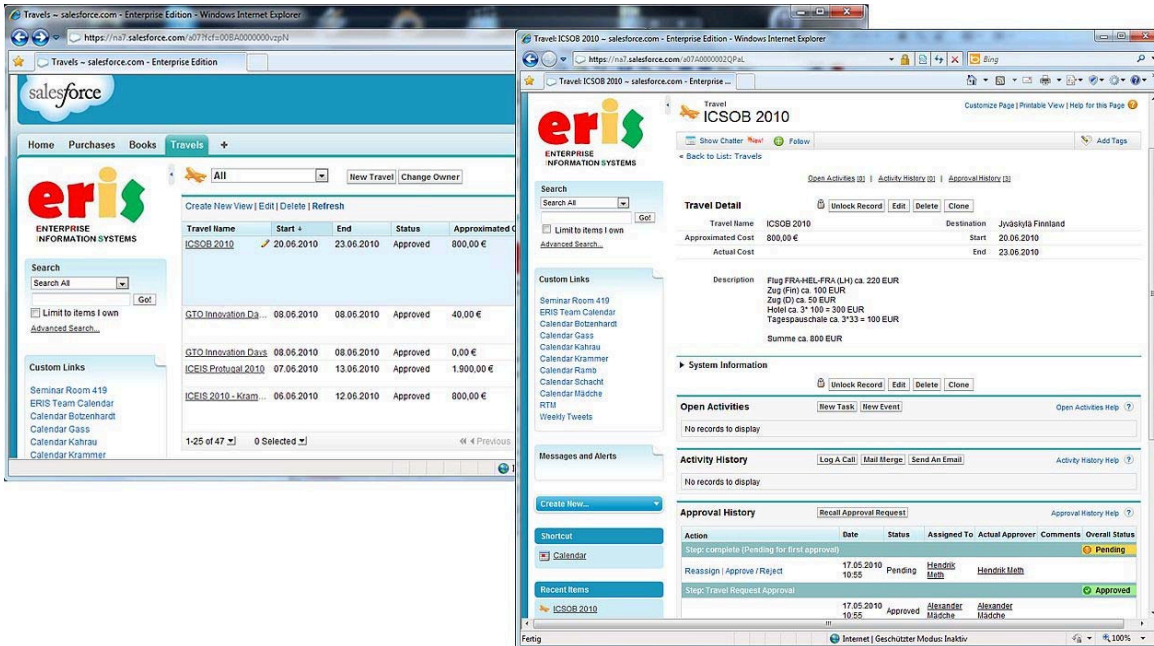 Travels ~ salesforce.com - Enterprise Edition - Windows Internet Explorer
https://na7.salesforce.com/a07?fcf=00BA0000000vzpN
Travels ~ salesforce.com - Enterprise Edition
salesforce
Home Purchases Books Travels +
eris
ENTERPRISE
INFORMATION SYSTEMS
All New Travel Change Owner
Create New View | Edit | Delete | Refresh
Travel Name Start End Status Approximated C
ICSOB 2010 20.06.2010 23.06.2010 Approved 800,00 €
GTO Innovation Da... 08.06.2010 08.06.2010 Approved 40,00 €
GTO Innovation Days 08.06.2010 08.06.2010 Approved 0,00 €
ICEIS Protugal 2010 07.06.2010 13.06.2010 Approved 1.900,00 €
ICEIS 2010 - Kram... 06.06.2010 12.06.2010 Approved 800,00 €
1-25 of 47 0 Selected Previous
Search
Search All
Go!
Limit to items I own
Advanced Search...
Custom Links
Seminar Room 419
ERIS Team Calendar
Calendar Botzenhardt
Calendar Gass
Calendar Kahrau
Calendar Krammer
Travel: ICSOB 2010 ~ salesforce.com - Enterprise Edition - Windows Internet Explorer
https://na7.salesforce.com/a07A0000002QPaL
Bing
Travel: ICSOB 2010 ~ salesforce.com - Enterprise ...
eris
ENTERPRISE
INFORMATION SYSTEMS
Search
Search All
Go!
Limit to items I own
Advanced Search...
Custom Links
Seminar Room 419
ERIS Team Calendar
Calendar Botzenhardt
Calendar Gass
Calendar Kahrau
Calendar Krammer
Calendar Ramb
Calendar Schacht
Calendar Mädche
RTM
Weekly Tweets
Messages and Alerts
Create New...
Shortcut
Calendar
Recent Items
ICSOB 2010
Travel
ICSOB 2010
Customize Page | Printable View | Help for this Page
Show Chatter New! Follow Add Tags
« Back to List: Travels
Open Activities [0] | Activity History [0] | Approval History [3]
Travel Detail Unlock Record Edit Delete Clone
Travel Name ICSOB 2010 Destination Jyväskylä Finnland
Approximated Cost 800,00 € Start 20.06.2010
Actual Cost End 23.06.2010
Description Flug FRA-HEL-FRA (LH) ca. 220 EUR
Zug (Fin) ca. 100 EUR
Zug (D) ca. 50 EUR
Hotel ca. 3* 100 = 300 EUR
Tagespauschale ca. 3*33 = 100 EUR
Summe ca. 800 EUR
System Information
Unlock Record Edit Delete Clone
Open Activities New Task New Event Open Activities Help ?
No records to display
Activity History Log A Call Mail Merge Send An Email Activity History Help ?
No records to display
Approval History Recall Approval Request Approval History Help ?
Action Date Status Assigned To Actual Approver Comments Overall Status
Step: complete (Pending for first approval) Pending
Reassign | Approve / Reject 17.05.2010 10:55 Pending Hendrik Meth Hendrik Meth
Step: Travel Request Approval Approved
17.05.2010 10:55 Approved Alexander Mädche Alexander Mädche
Fertig Internet | Geschützter Modus: Inaktiv 100%